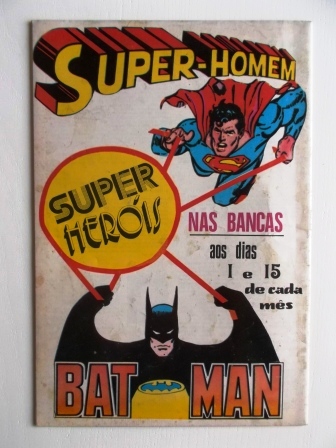 SUPER-HOMEM
SUPER
HERÓIS
NAS BANCAS
aos dias
1 e 15
de cada
mês
BATMAN